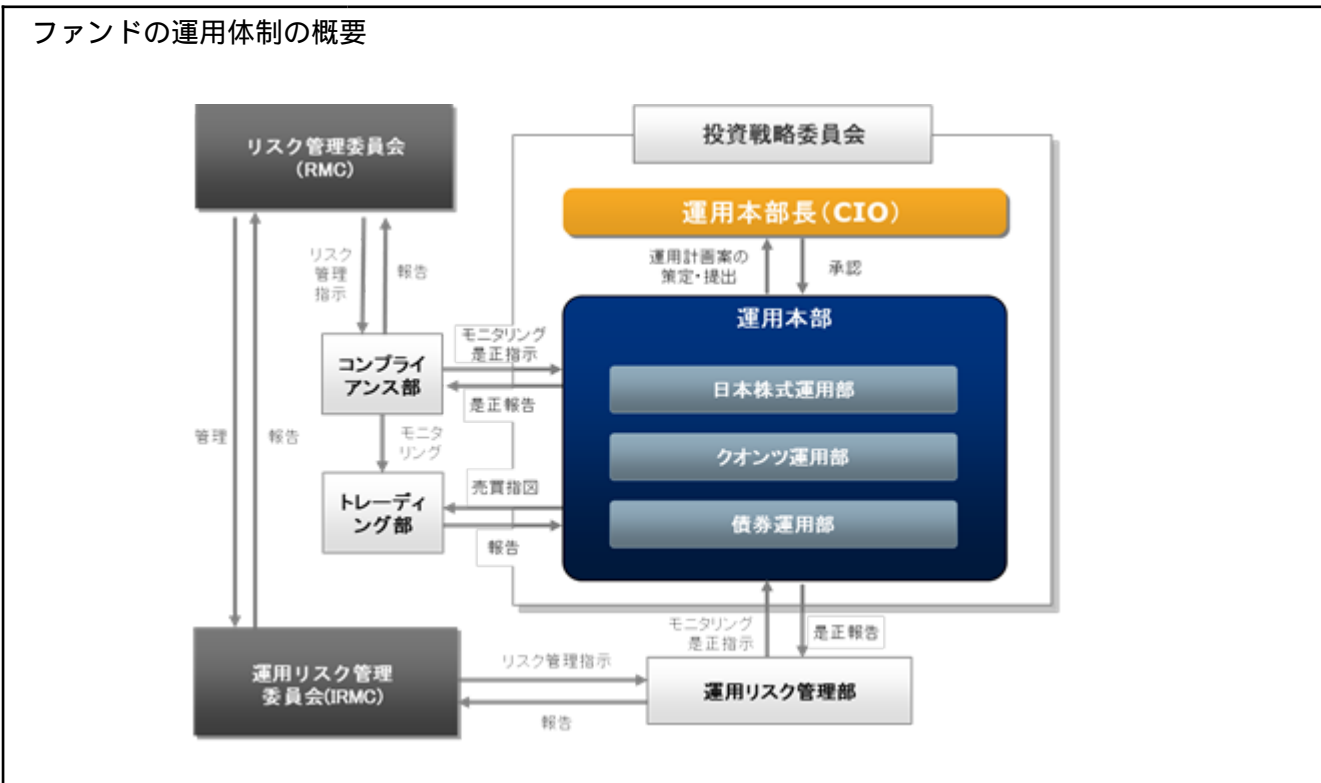 ファンドの運用体制の概要
リスク管理委員会
(RMC)
投資戦略委員会
運用本部長(CIO)
リスク
管理
指示
報告
運用計画案の
策定・提出
承認
運用本部
モニタリング
是正指示
コンプライ
アンス部
日本株式運用部
是正報告
管理
報告
モニタ
リング
クオンツ運用部
売買指図
トレーディ
ング部
債券運用部
報告
モニタリング
是正指示
是正報告
運用リスク管理
委員会(IRMC)
リスク管理指示
運用リスク管理部
報告